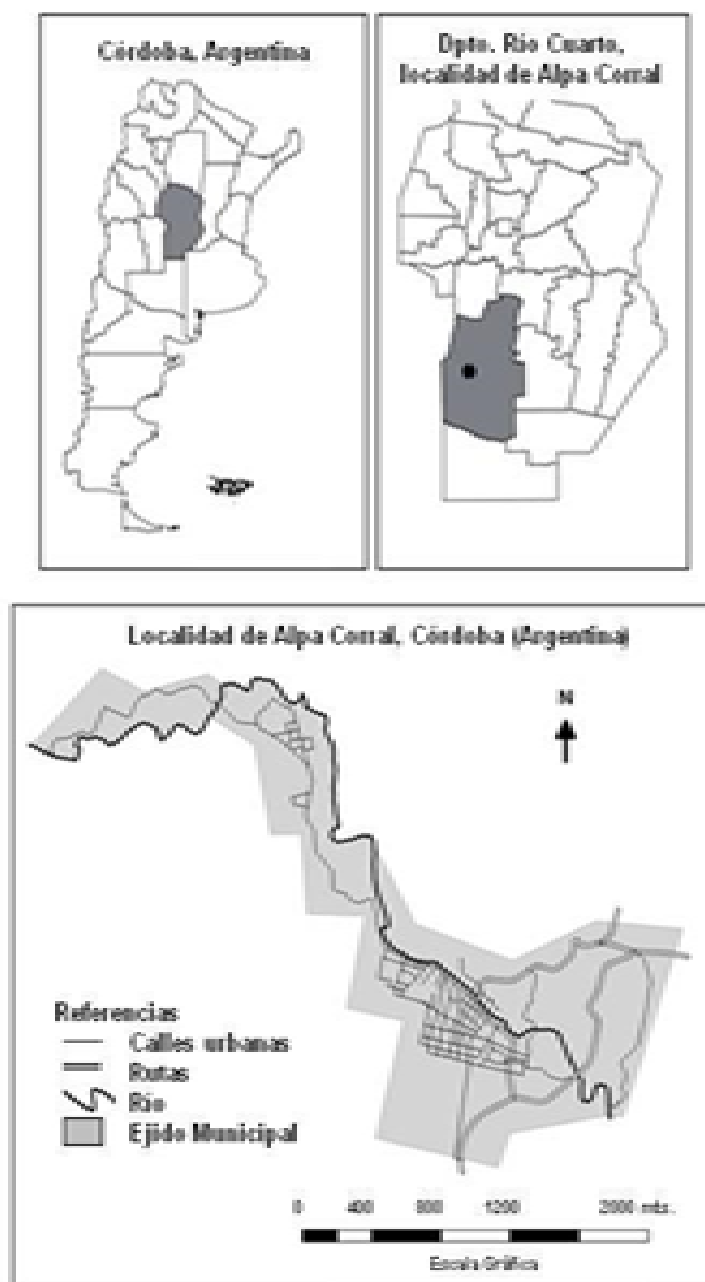 Córdoba, Argentina
Dpto. Río Cuarto,
localidad de Alpa Corral
Localidad de Alpa Corral, Córdoba (Argentina)
N
Referencias
Calles urbanas
Rutas
Río
Ejido Municipal
0 400 800 1200 2000 mts.
Escala Gráfica